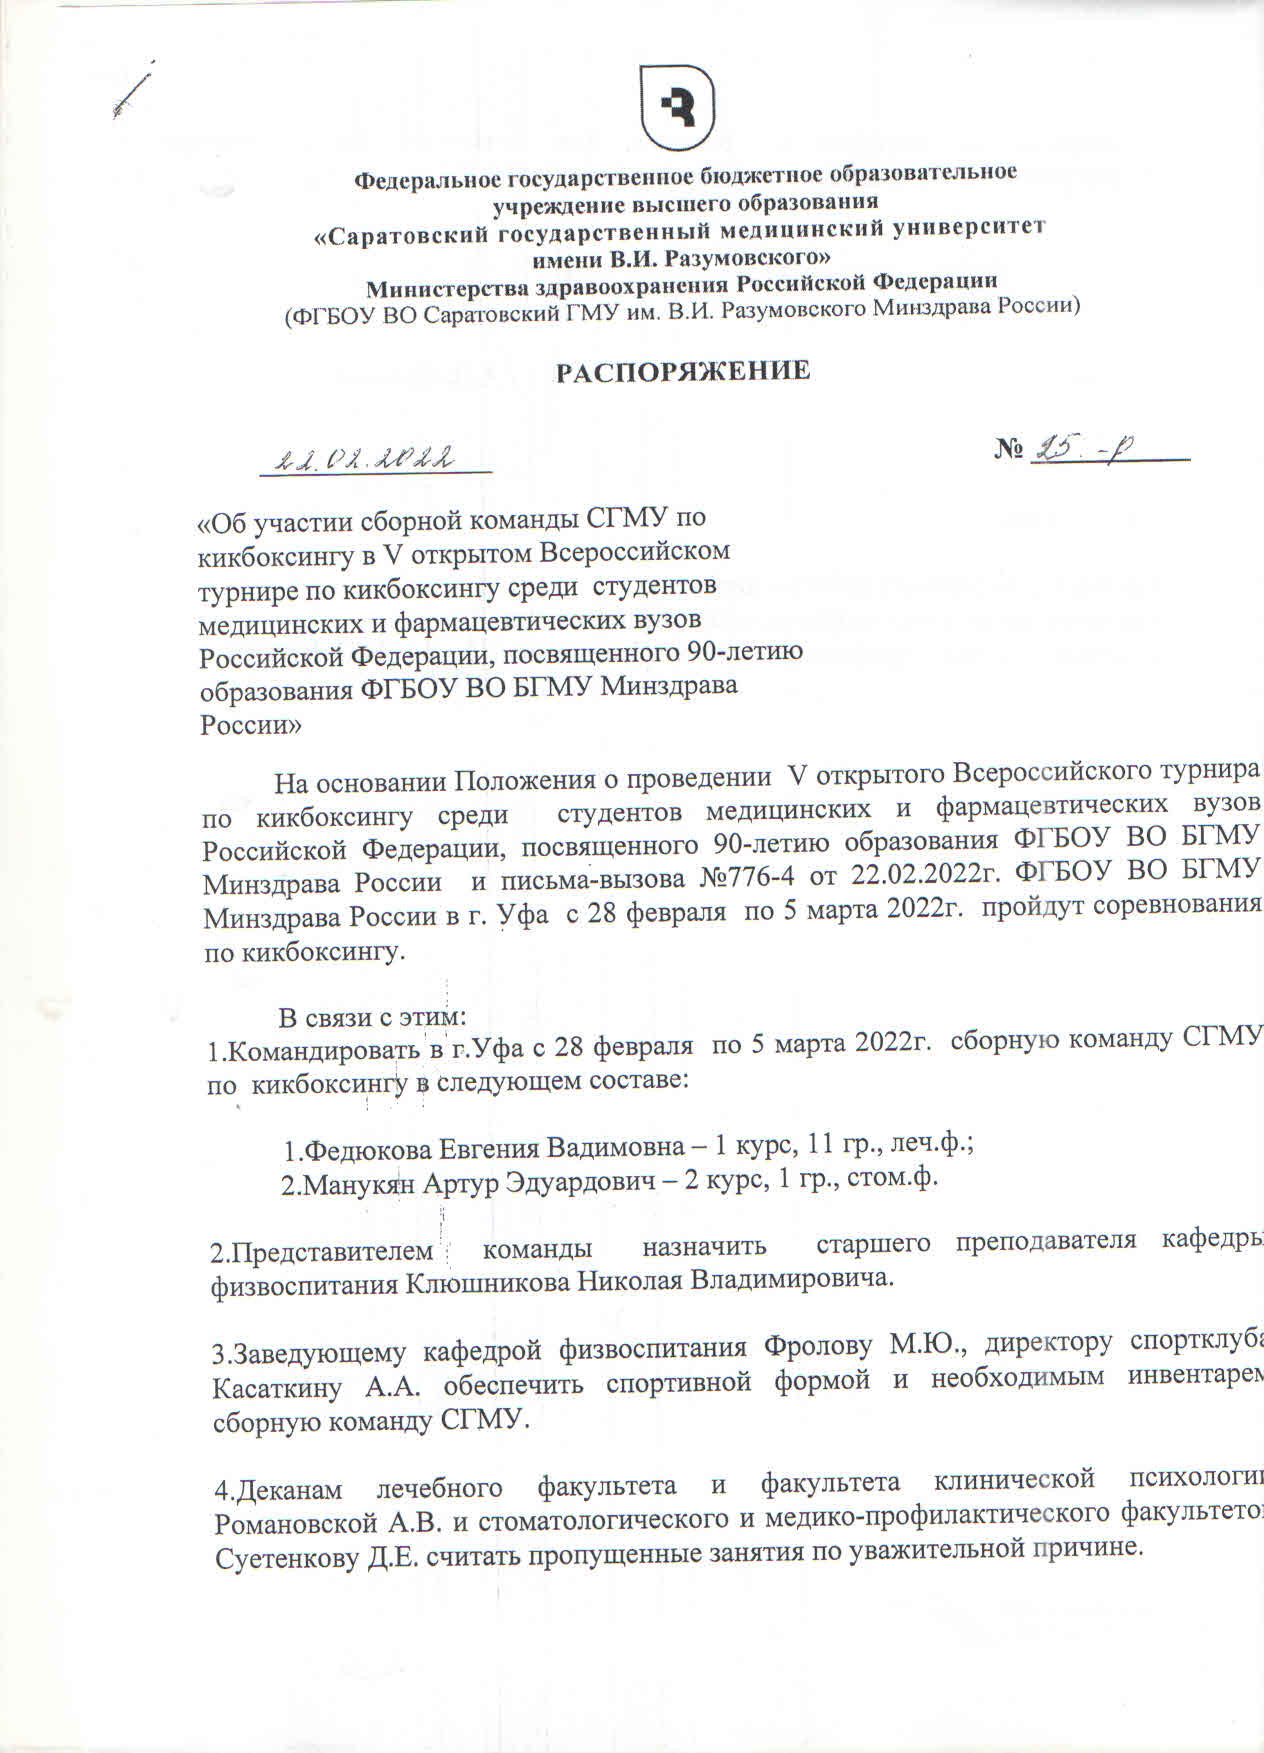 Федеральное государственное бюджетное образовательное
учреждение высшего образования
«Саратовский государственный медицинский университет
имени В.И. Разумовского»
Министерства здравоохранения Российской Федерации
(ФГБОУ ВО Саратовский ГМУ им. В.И. Разумовского Минздрава России)
РАСПОРЯЖЕНИЕ
22.02.2022 № 25.-р
«Об участии сборной команды СГМУ по
кикбоксингу в V открытом Всероссийском
турнире по кикбоксингу среди студентов
медицинских и фармацевтических вузов
Российской Федерации, посвященного 90-летию
образования ФГБОУ ВО БГМУ Минздрава
России»
На основании Положения о проведении V открытого Всероссийского турнира
по кикбоксингу среди студентов медицинских и фармацевтических вузов
Российской Федерации, посвященного 90-летию образования ФГБОУ ВО БГМУ
Минздрава России и письма-вызова №776-4 от 22.02.2022г. ФГБОУ ВО БГМУ
Минздрава России в г. Уфа с 28 февраля по 5 марта 2022г. пройдут соревнования
по кикбоксингу.
В связи с этим:
1.Командировать в г.Уфа с 28 февраля по 5 марта 2022г. сборную команду СГМУ
по кикбоксингу в следующем составе:
1.Федюкова Евгения Вадимовна – 1 курс, 11 гр., леч.ф.;
2.Манукян Артур Эдуардович – 2 курс, 1 гр., стом.ф.
2.Представителем команды назначить старшего преподавателя кафедры
физвоспитания Клюшникова Николая Владимировича.
3.Заведующему кафедрой физвоспитания Фролову М.Ю., директору спортклуба
Касаткину А.А. обеспечить спортивной формой и необходимым инвентарем
сборную команду СГМУ.
4.Деканам лечебного факультета и факультета клинической психологии
Романовской А.В. и стоматологического и медико-профилактического факультетов
Суетенкову Д.Е. считать пропущенные занятия по уважительной причине.